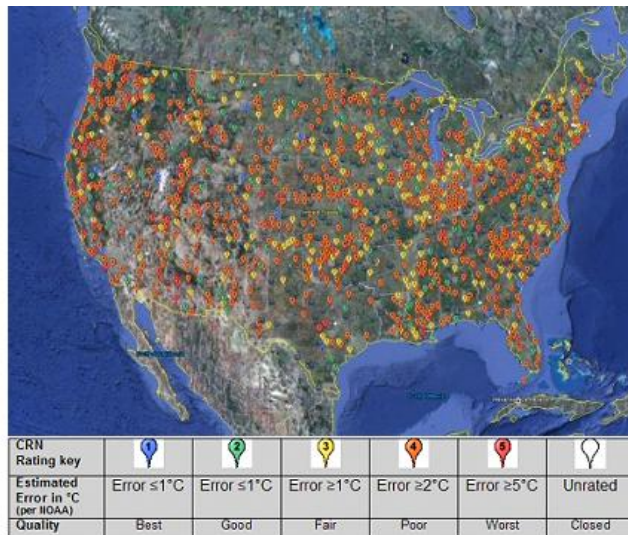 CRN
Rating key
1
2
3
4
5
Estimated
Error in °C
(per NOAA)
Error ≤1°C
Error ≤1°C
Error ≥1°C
Error ≥2°C
Error ≥5°C
Unrated
Quality
Best
Good
Fair
Poor
Worst
Closed